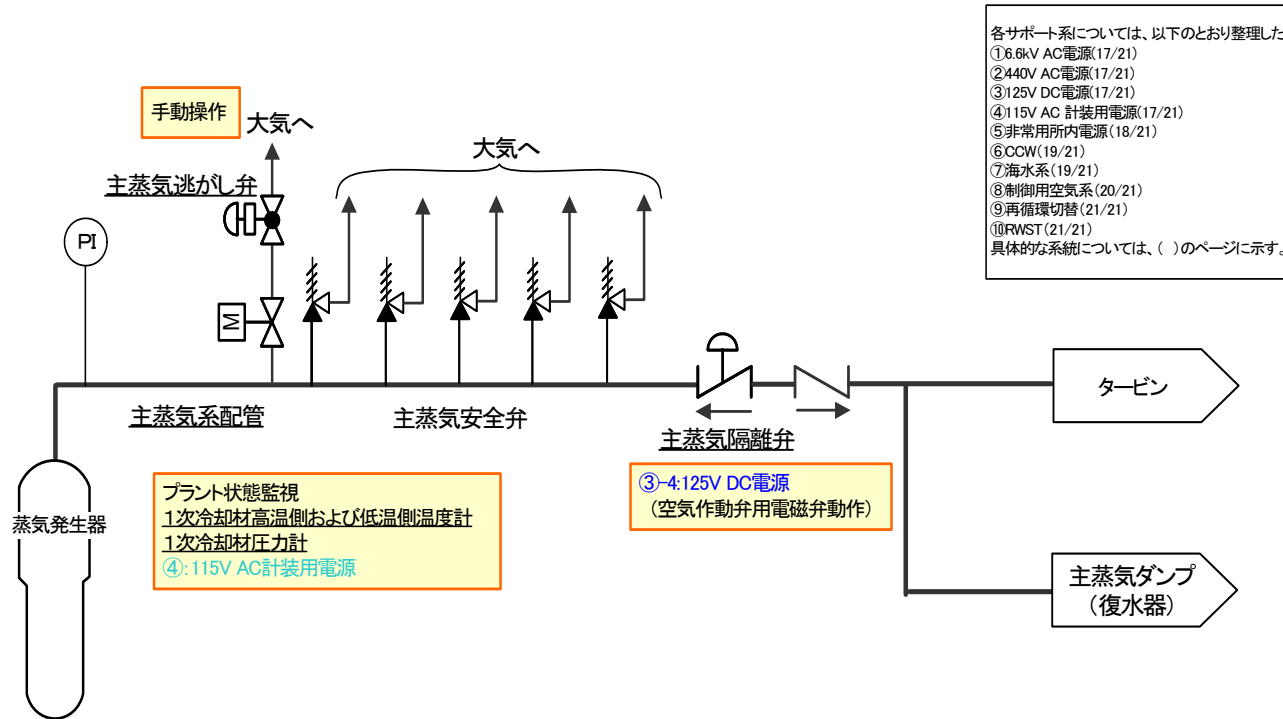 各サポート系については、以下のとおり整理した
①6.6kV AC電源(17/21)
②440V AC電源(17/21)
③125V DC電源(17/21)
④115V AC 計装用電源(17/21)
⑤非常用所内電源(18/21)
⑥CCW(19/21)
⑦海水系(19/21)
⑧制御用空気系(20/21)
⑨再循環切替(21/21)
⑩RWST(21/21)
具体的な系統については、( )のページに示す。
手動操作
大気へ
大気へ
主蒸気逃がし弁
PI
M
主蒸気系配管
主蒸気安全弁
主蒸気隔離弁
タービン
蒸気発生器
プラント状態監視
1次冷却材高温側および低温側温度計
1次冷却材圧力計
④:115V AC計装用電源
③-4:125V DC電源
(空気作動弁用電磁弁動作)
主蒸気ダンプ
(復水器)